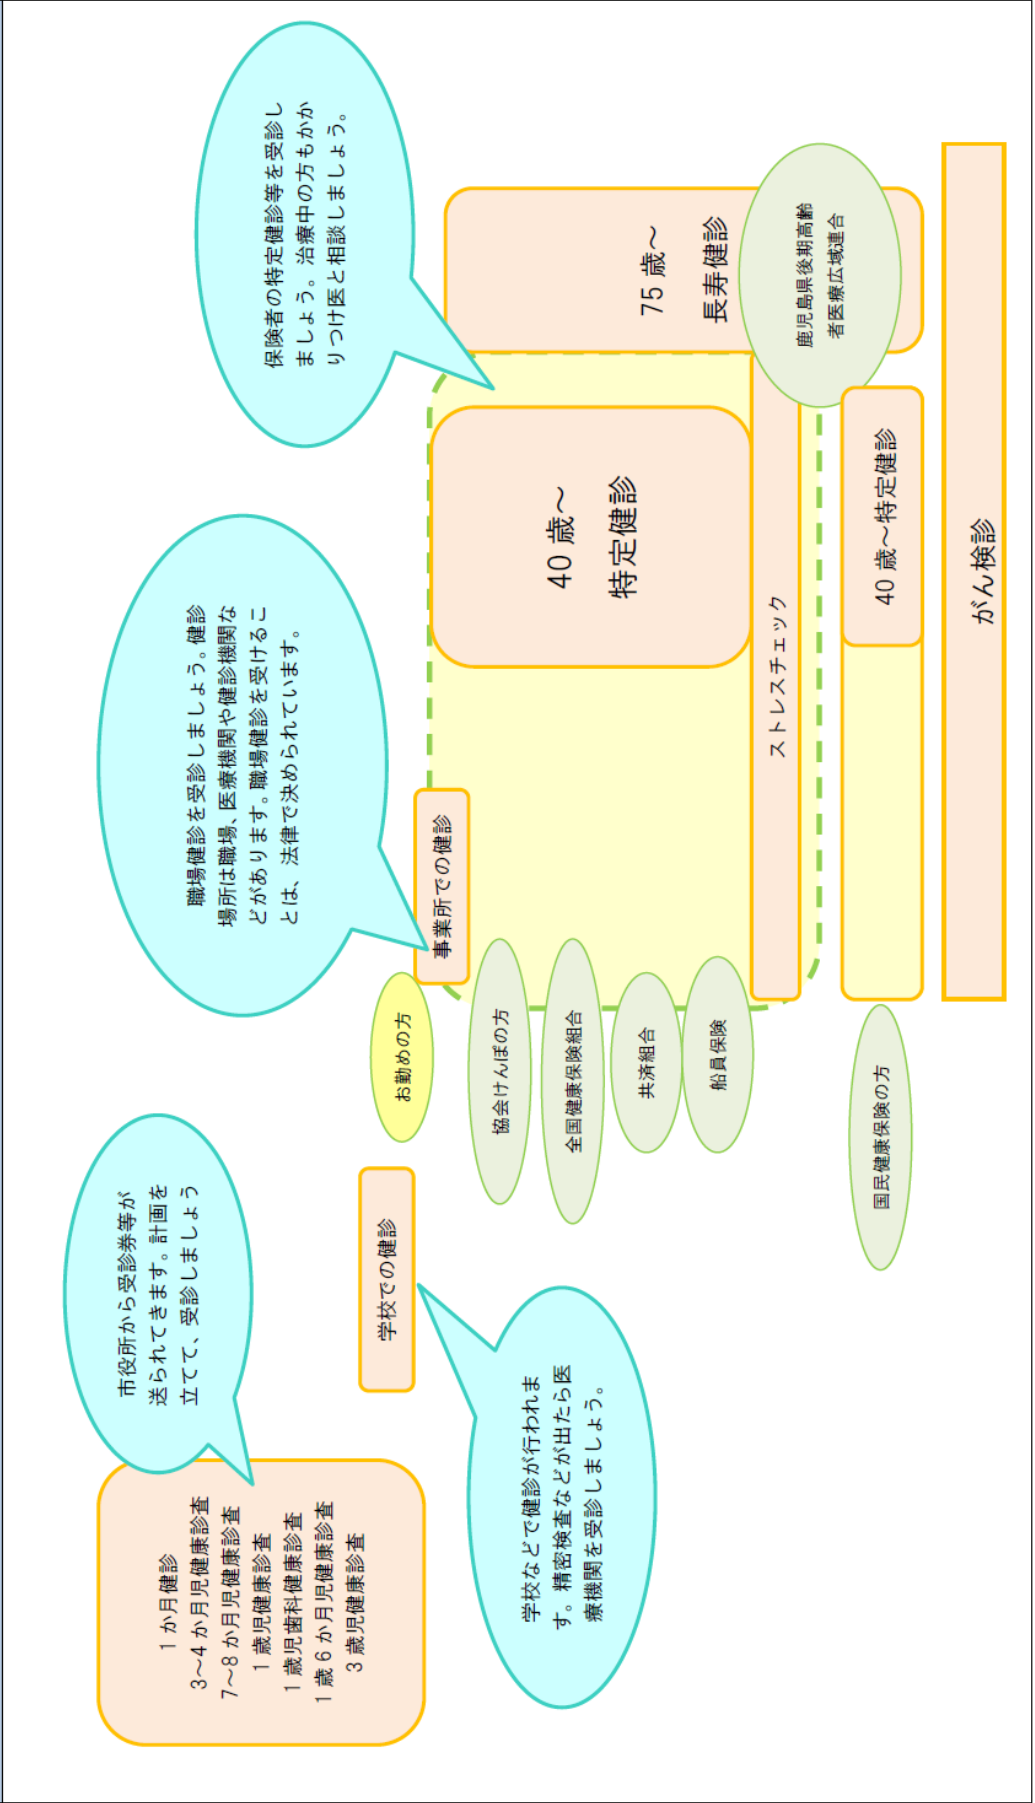 1 か月健診
3～4 か月児健康診査
7～8 か月児健康診査
1 歳児健康診査
1 歳児歯科健康診査
1 歳 6 か月児健康診査
3 歳児健康診査
市役所から受診券等が
送られてきます。計画を
立てて、受診しましょう
学校での健診
学校などで健診が行われま
す。精密検査などが出たら医
療機関を受診しましょう。
お勤めの方
事業所での健診
職場健診を受診しましょう。健診
場所は職場、医療機関や健診機関な
どがあります。職場健診を受けるこ
とは、法律で決められています。
協会けんぽの方
全国健康保険組合
共済組合
船員保険
40 歳～
特定健診
ストレスチェック
保険者の特定健診等を受診し
ましょう。治療中の方もかか
りつけ医と相談しましょう。
75 歳～
長寿健診
鹿児島県後期高齢
者医療広域連合
国民健康保険の方
40 歳～特定健診
がん検診